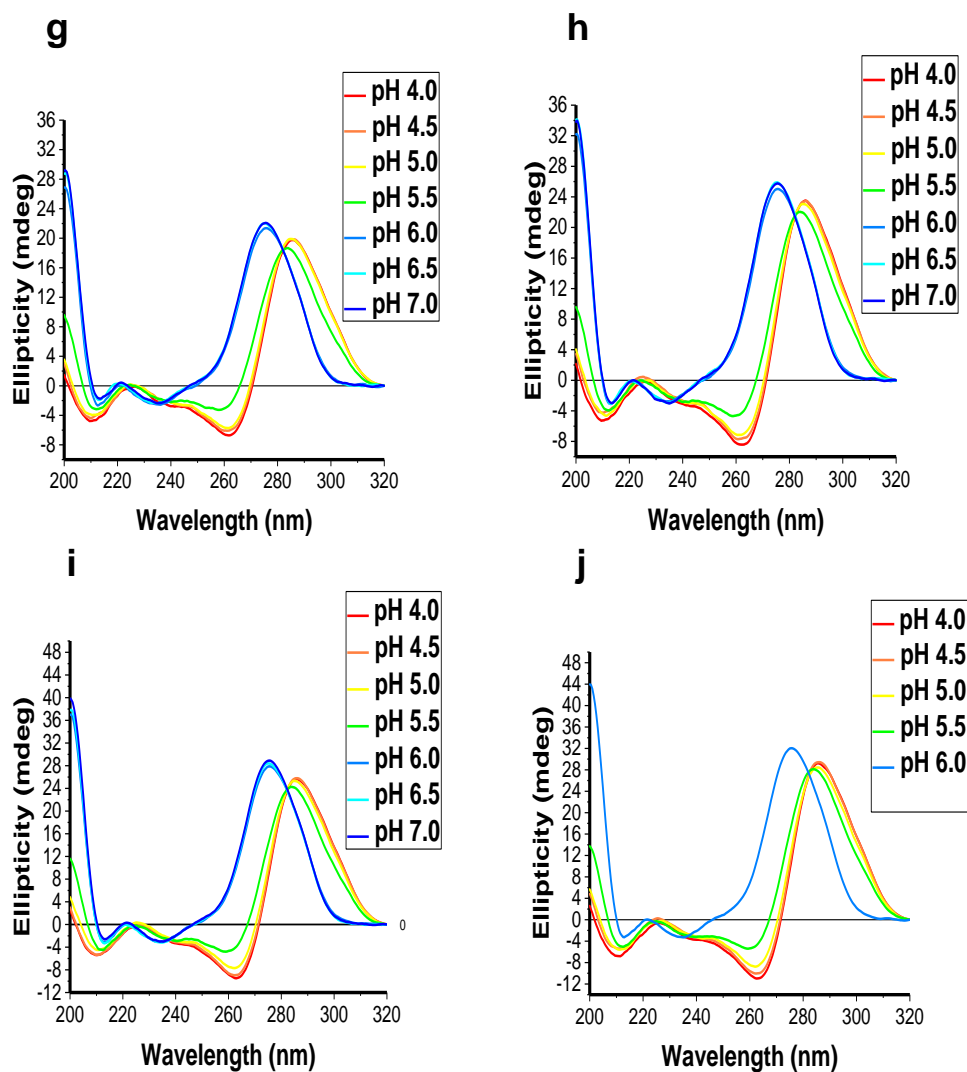 g
pH 4.0
pH 4.5
pH 5.0
pH 5.5
pH 6.0
pH 6.5
pH 7.0
36
32
28
24
20
16
12
8
4
0
-4
-8
Ellipticity (mdeg)
200 220 240 260 280 300 320
Wavelength (nm)
h
pH 4.0
pH 4.5
pH 5.0
pH 5.5
pH 6.0
pH 6.5
pH 7.0
36
32
28
24
20
16
12
8
4
0
-4
-8
Ellipticity (mdeg)
200 220 240 260 280 300 320
Wavelength (nm)
i
pH 4.0
pH 4.5
pH 5.0
pH 5.5
pH 6.0
pH 6.5
pH 7.0
48
44
40
36
32
28
24
20
16
12
8
4
0
-4
-8
-12
0
Ellipticity (mdeg)
200 220 240 260 280 300 320
Wavelength (nm)
j
pH 4.0
pH 4.5
pH 5.0
pH 5.5
pH 6.0
48
44
40
36
32
28
24
20
16
12
8
4
0
-4
-8
-12
Ellipticity (mdeg)
200 220 240 260 280 300 320
Wavelength (nm)